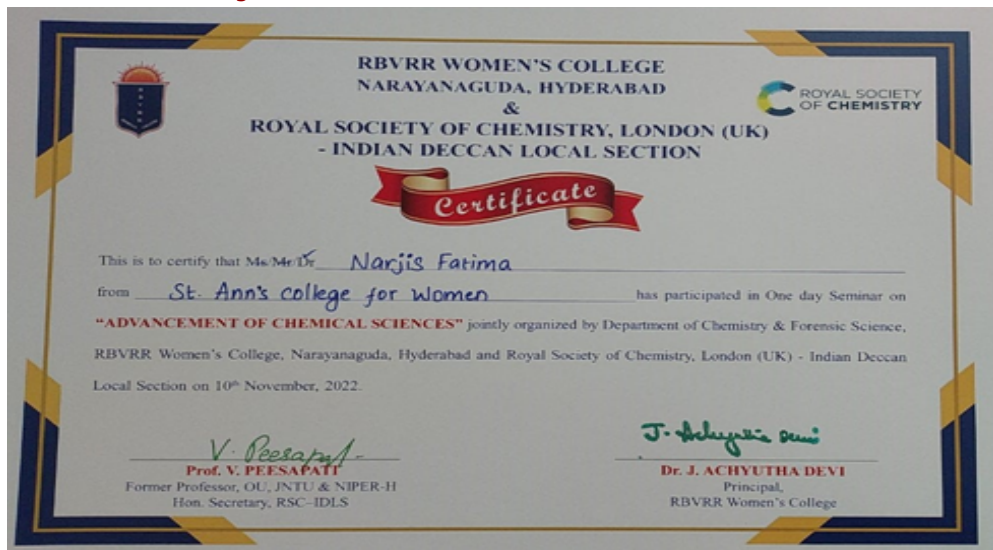 RBVRR WOMEN'S COLLEGE
NARAYANAGUDA, HYDERABAD
&
ROYAL SOCIETY OF CHEMISTRY, LONDON (UK)
- INDIAN DECCAN LOCAL SECTION
ROYAL SOCIETY
OF CHEMISTRY
Certificate
This is to certify that Ms/Mr/Dr Narjis Fatima
from St. Ann's college for Women has participated in One day Seminar on
"ADVANCEMENT OF CHEMICAL SCIENCES" jointly organized by Department of Chemistry & Forensic Science,
RBVRR Women's College, Narayanaguda, Hyderabad and Royal Society of Chemistry, London (UK) - Indian Deccan
Local Section on 10th November, 2022.
V. Peesapati
Prof. V. PEESAPATI
Former Professor, OU, JNTU & NIPER-H
Hon. Secretary, RSC-IDLS
J. Achyutha Devi
Dr. J. ACHYUTHA DEVI
Principal,
RBVRR Women's College